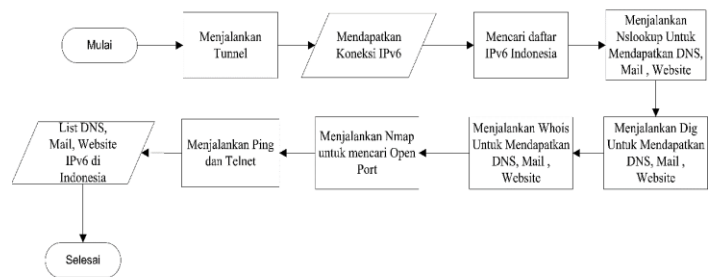 Mulai
Menjalankan
Tunnel
Mendapatkan
Koneksi IPv6
Mencari daftar
IPv6 Indonesia
Menjalankan
Nslookup Untuk
Mendapatkan DNS,
Mail , Website
Menjalankan Dig
Untuk Mendapatkan
DNS, Mail ,
Website
Menjalankan Whois
Untuk Mendapatkan
DNS, Mail ,
Website
Menjalankan Nmap
untuk mencari Open
Port
Menjalankan Ping
dan Telnet
List DNS,
Mail, Website
IPv6 di
Indonesia
Selesai